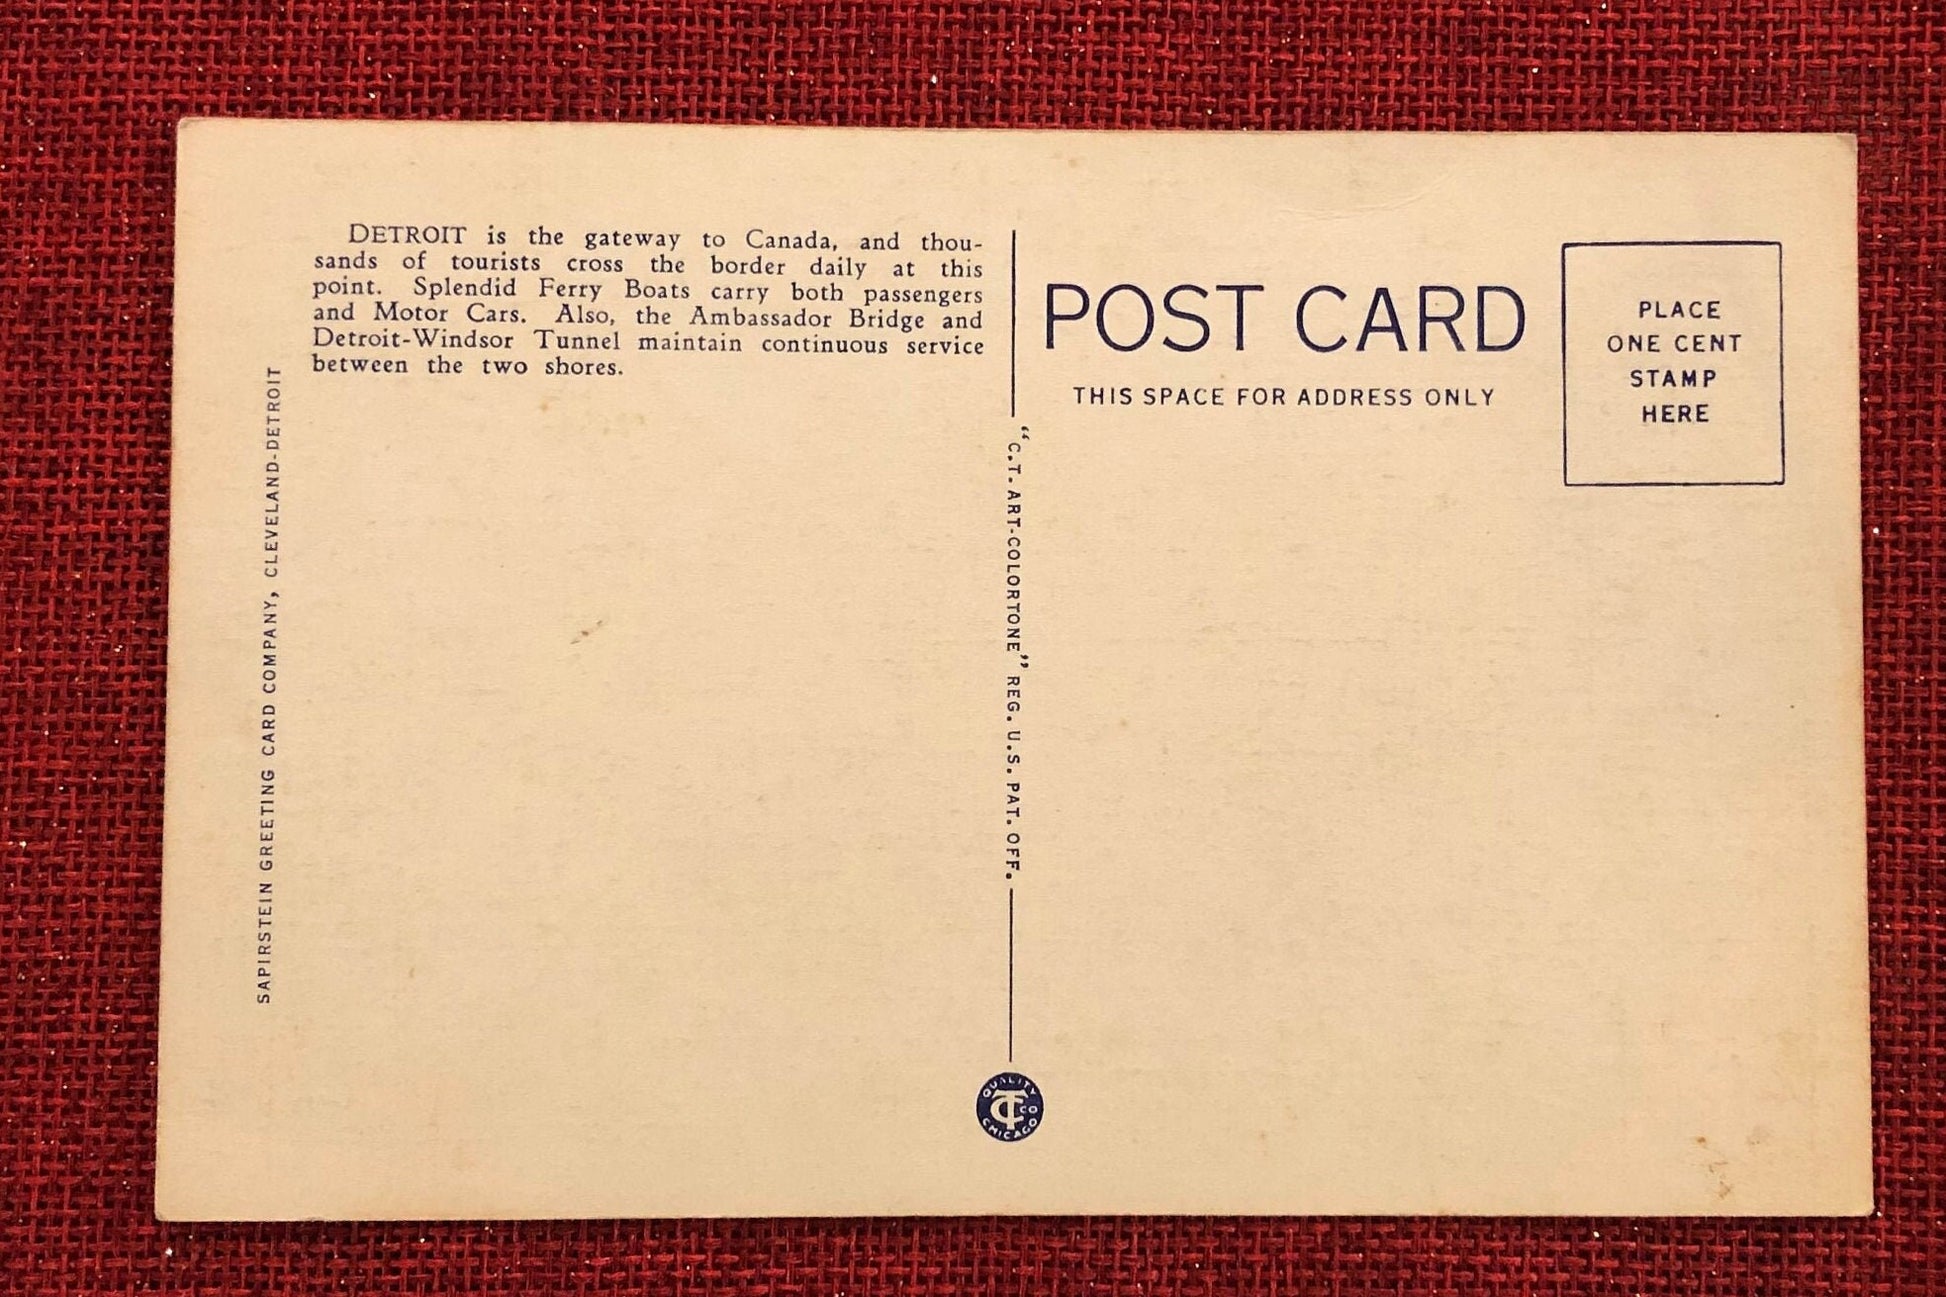 DETROIT is the gateway to Canada, and thou-
sands of tourists cross the border daily at this
point. Splendid Ferry Boats carry both passengers
and Motor Cars. Also, the Ambassador Bridge and
Detroit-Windsor Tunnel maintain continuous service
between the two shores.
SAPIRSTEIN GREETING CARD COMPANY, CLEVELAND-DETROIT
"C.T. ART-COLORTONE" REG. U.S. PAT. OFF.
QUALITY
CT CO
CHICAGO
POST CARD
THIS SPACE FOR ADDRESS ONLY
PLACE
ONE CENT
STAMP
HERE